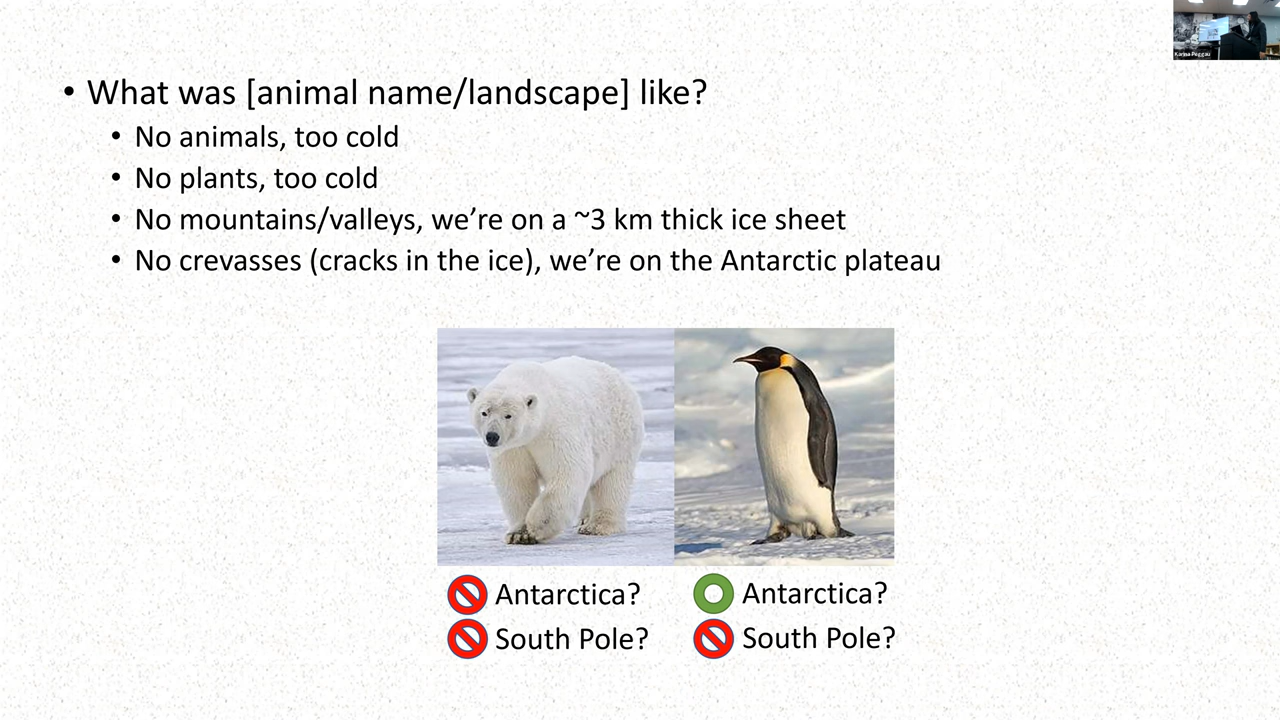 • What was [animal name/landscape] like?
• No animals, too cold
• No plants, too cold
• No mountains/valleys, we're on a ~3 km thick ice sheet
• No crevasses (cracks in the ice), we're on the Antarctic plateau
Antarctica? Antarctica?
South Pole? South Pole?